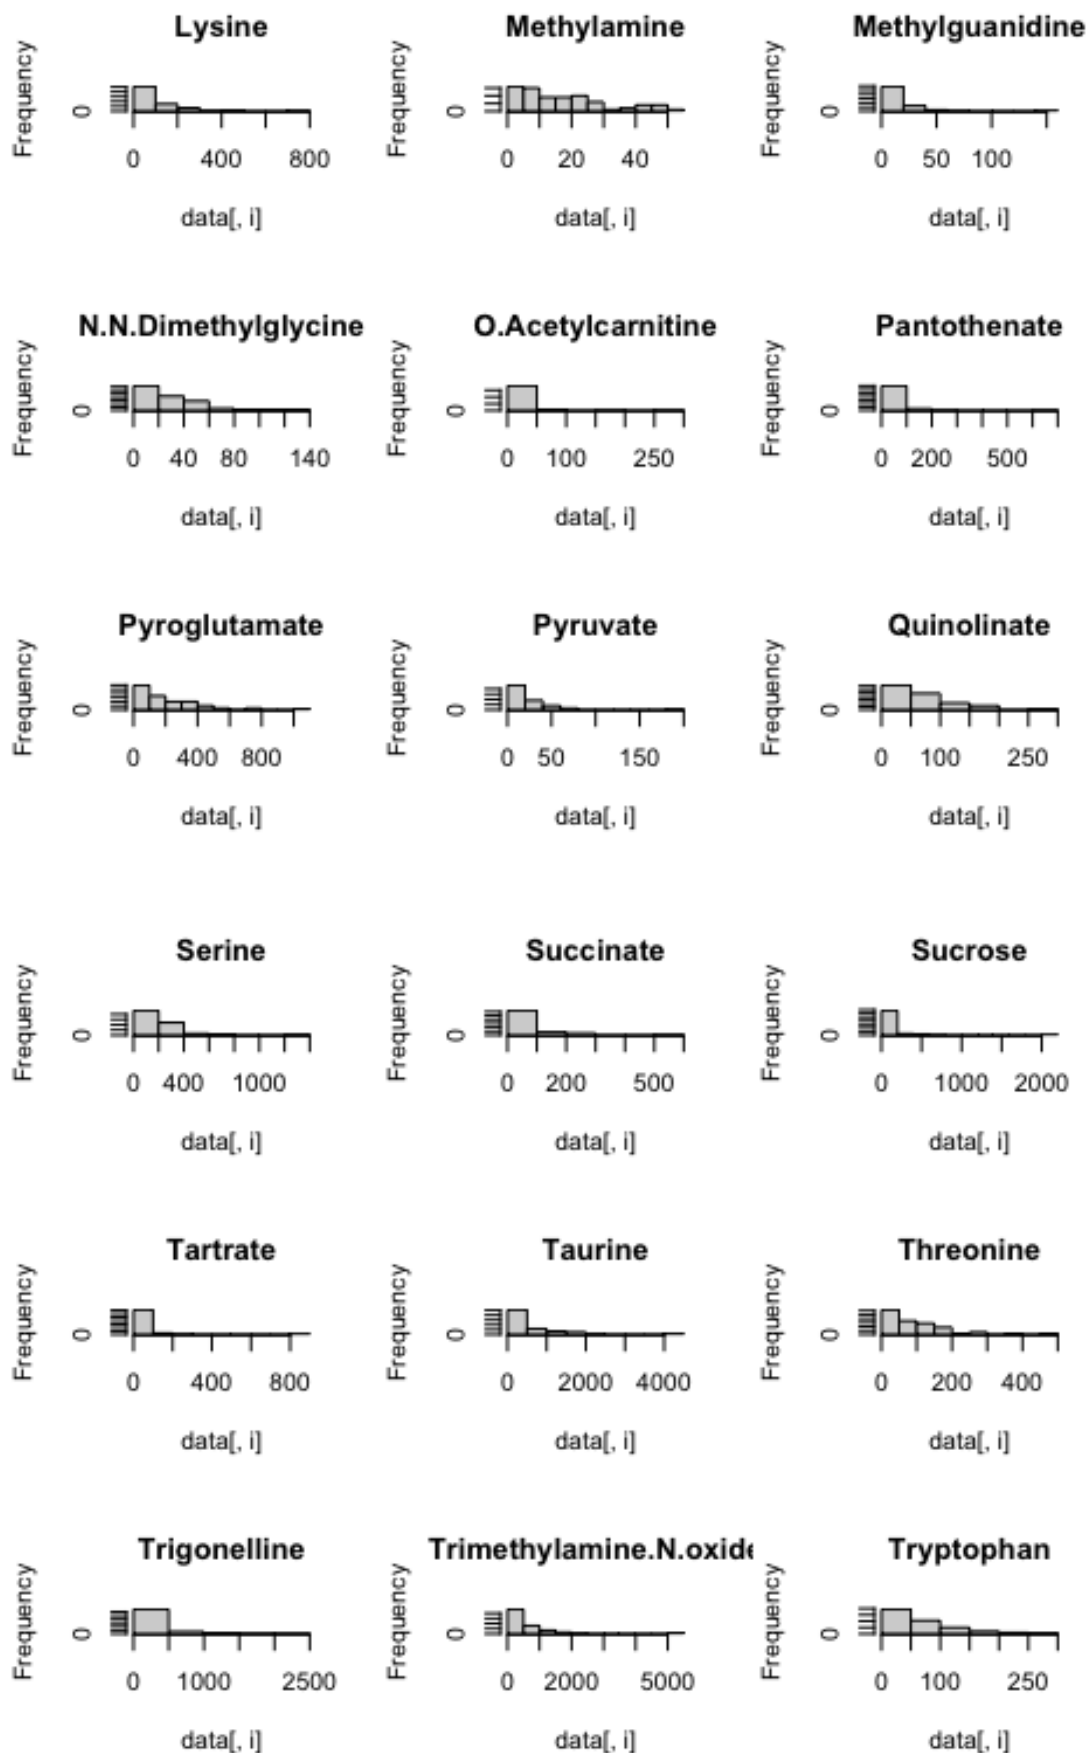 Lysine Methylamine Methylguanidine
Frequency Frequency Frequency
0 0 0
0 400 800 0 20 40 0 50 100
data[, i] data[, i] data[, i]
N.N.Dimethylglycine O.Acetylcarnitine Pantothenate
Frequency Frequency Frequency
0 0 0
0 40 80 140 0 100 250 0 200 500
data[, i] data[, i] data[, i]
Pyroglutamate Pyruvate Quinolinate
Frequency Frequency Frequency
0 0 0
0 400 800 0 50 150 0 100 250
data[, i] data[, i] data[, i]
Serine Succinate Sucrose
Frequency Frequency Frequency
0 0 0
0 400 1000 0 200 500 0 1000 2000
data[, i] data[, i] data[, i]
Tartrate Taurine Threonine
Frequency Frequency Frequency
0 0 0
0 400 800 0 2000 4000 0 200 400
data[, i] data[, i] data[, i]
Trigonelline Trimethylamine.N.oxide Tryptophan
Frequency Frequency Frequency
0 0 0
0 1000 2500 0 2000 5000 0 100 250
data[, i] data[, i] data[, i]